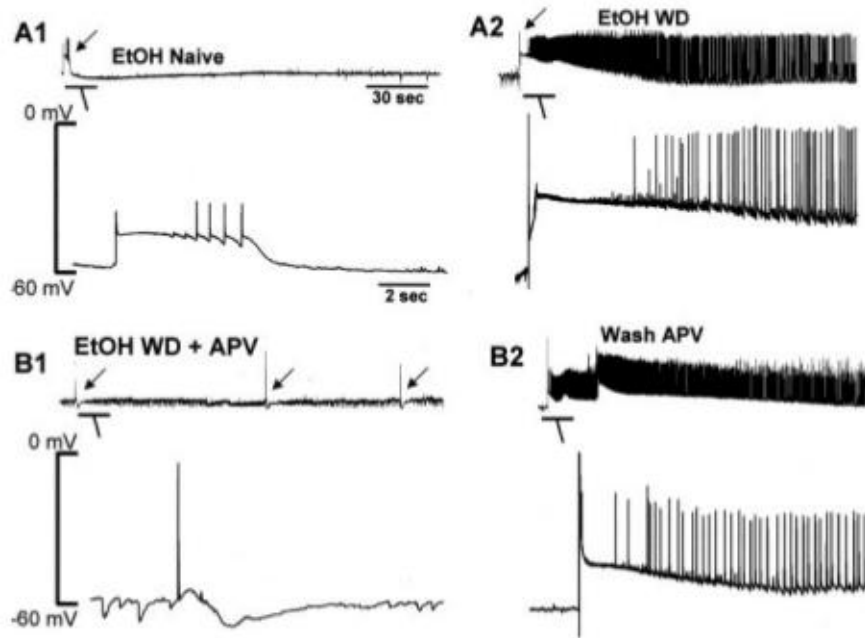 A1
EtOH Naive
30 sec
0 mV
-60 mV
2 sec
A2
EtOH WD
B1
EtOH WD + APV
0 mV
-60 mV
B2
Wash APV